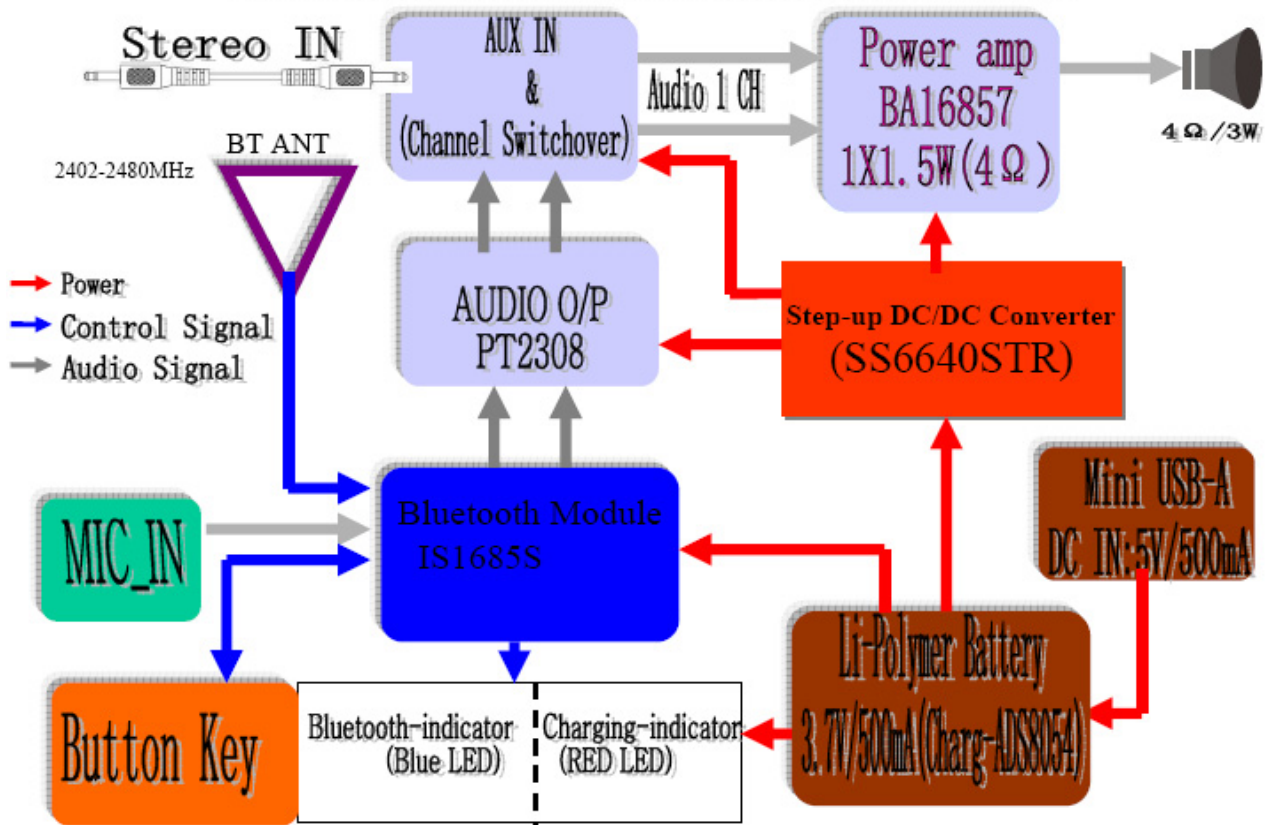 Stereo IN
AUX IN
&
(Channel Switchover)
Audio 1 CH
Power amp
BA16857
1X1.5W(4Ω)
4Ω/3W
BT ANT
2402-2480MHz
Power
Control Signal
Audio Signal
AUDIO O/P
PT2308
Step-up DC/DC Converter
(SS6640STR)
Mini USB-A
DC IN:5V/500mA
MIC_IN
Bluetooth Module
IS1685S
Li-Polymer Battery
3.7V/500mA(Charg-ADS8054)
Button Key
Bluetooth-indicator
(Blue LED)
Charging-indicator
(RED LED)